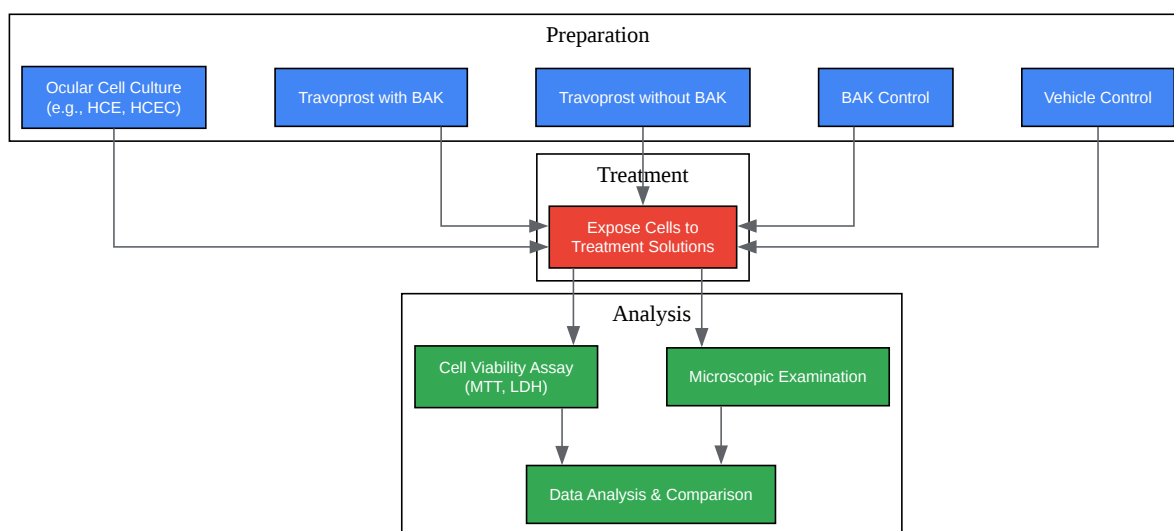 Preparation
Ocular Cell Culture
(e.g., HCE, HCEC)
Travoprost with BAK
Travoprost without BAK
BAK Control
Vehicle Control
Treatment
Expose Cells to
Treatment Solutions
Analysis
Cell Viability Assay
(MTT, LDH)
Microscopic Examination
Data Analysis & Comparison